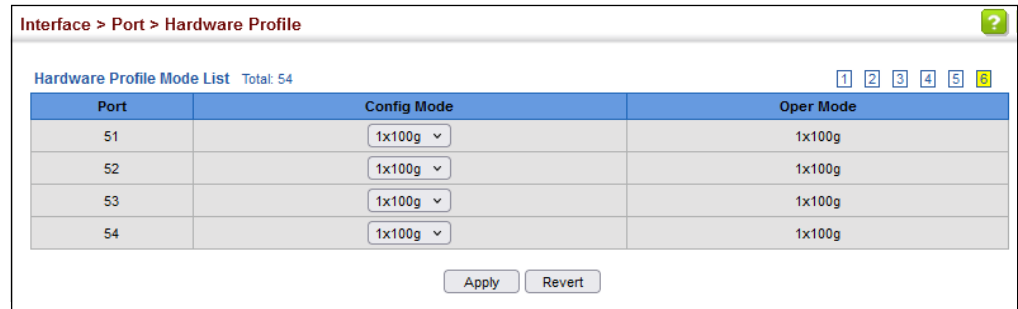 Interface > Port > Hardware Profile ?
Hardware Profile Mode List Total: 54 1 2 3 4 5 6
Port Config Mode Oper Mode
51 1x100g 1x100g
52 1x100g 1x100g
53 1x100g 1x100g
54 1x100g 1x100g
Apply Revert